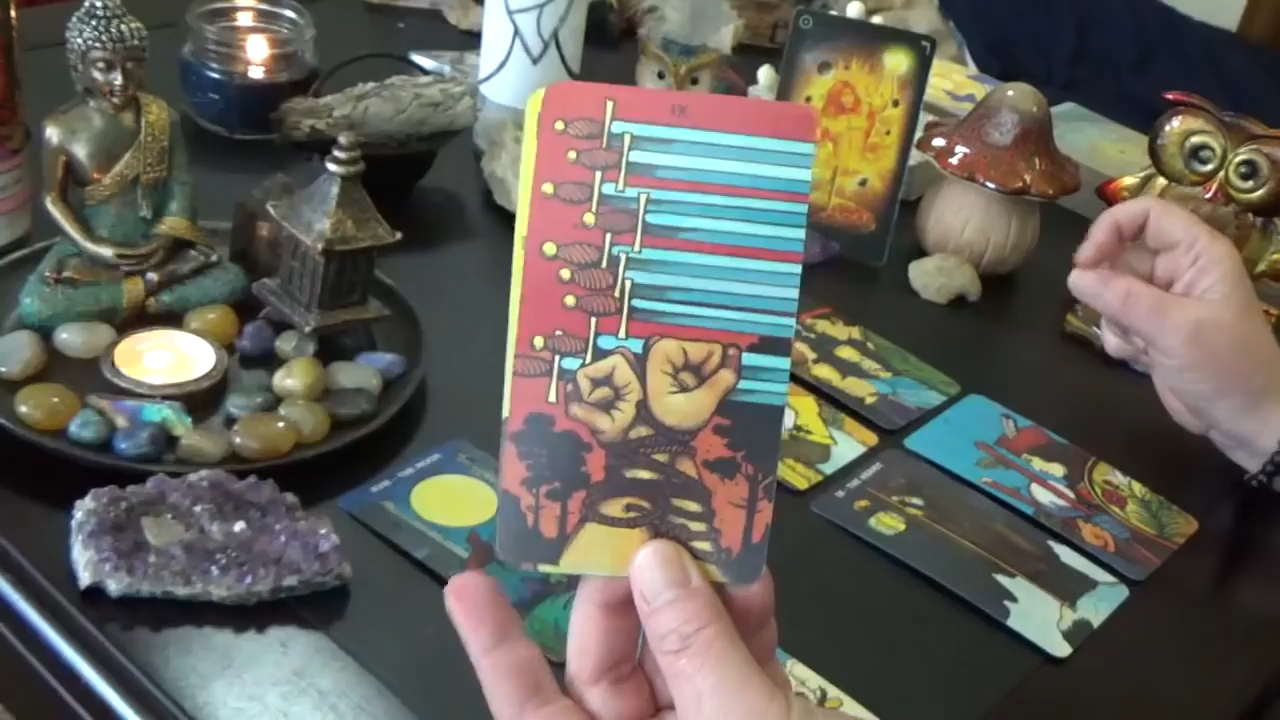 IX
XVIII • THE MOON
IX • THE HERMIT